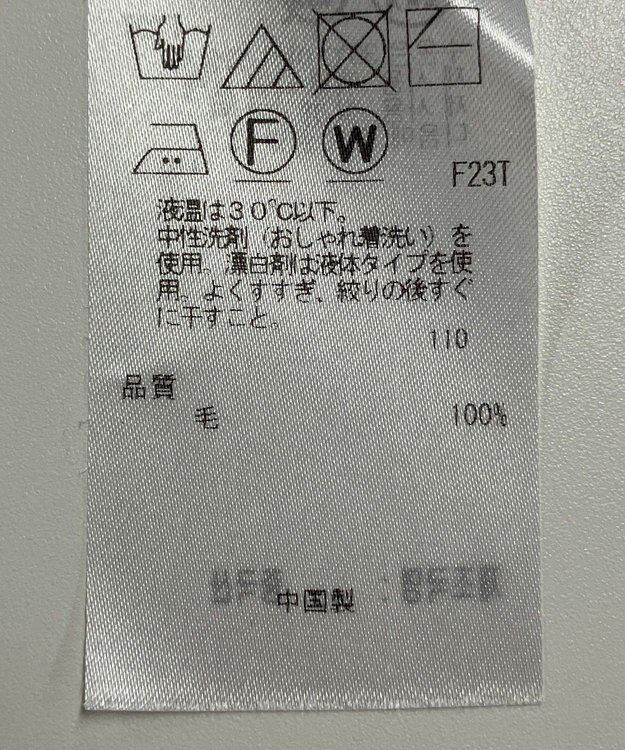 F
W
F23T
液温は30℃以下。
中性洗剤（おしゃれ着洗い）を
使用。漂白剤は液体タイプを使
用。よくすすぎ、絞りの後すぐ
に干すこと。
110
品質
毛 100%
中国製